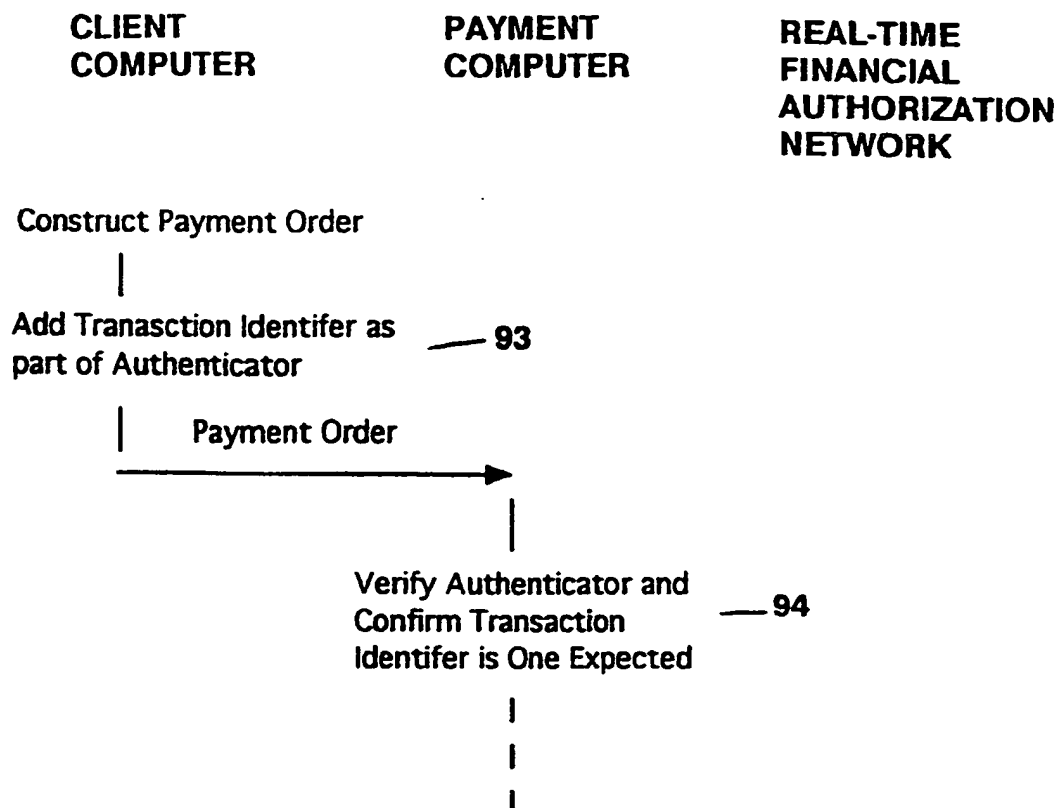 CLIENT
COMPUTER
PAYMENT
COMPUTER
REAL-TIME
FINANCIAL
AUTHORIZATION
NETWORK
Construct Payment Order
Add Tranasction Identifer as
part of Authenticator
93
Payment Order
Verify Authenticator and
Confirm Transaction
Identifer is One Expected
94